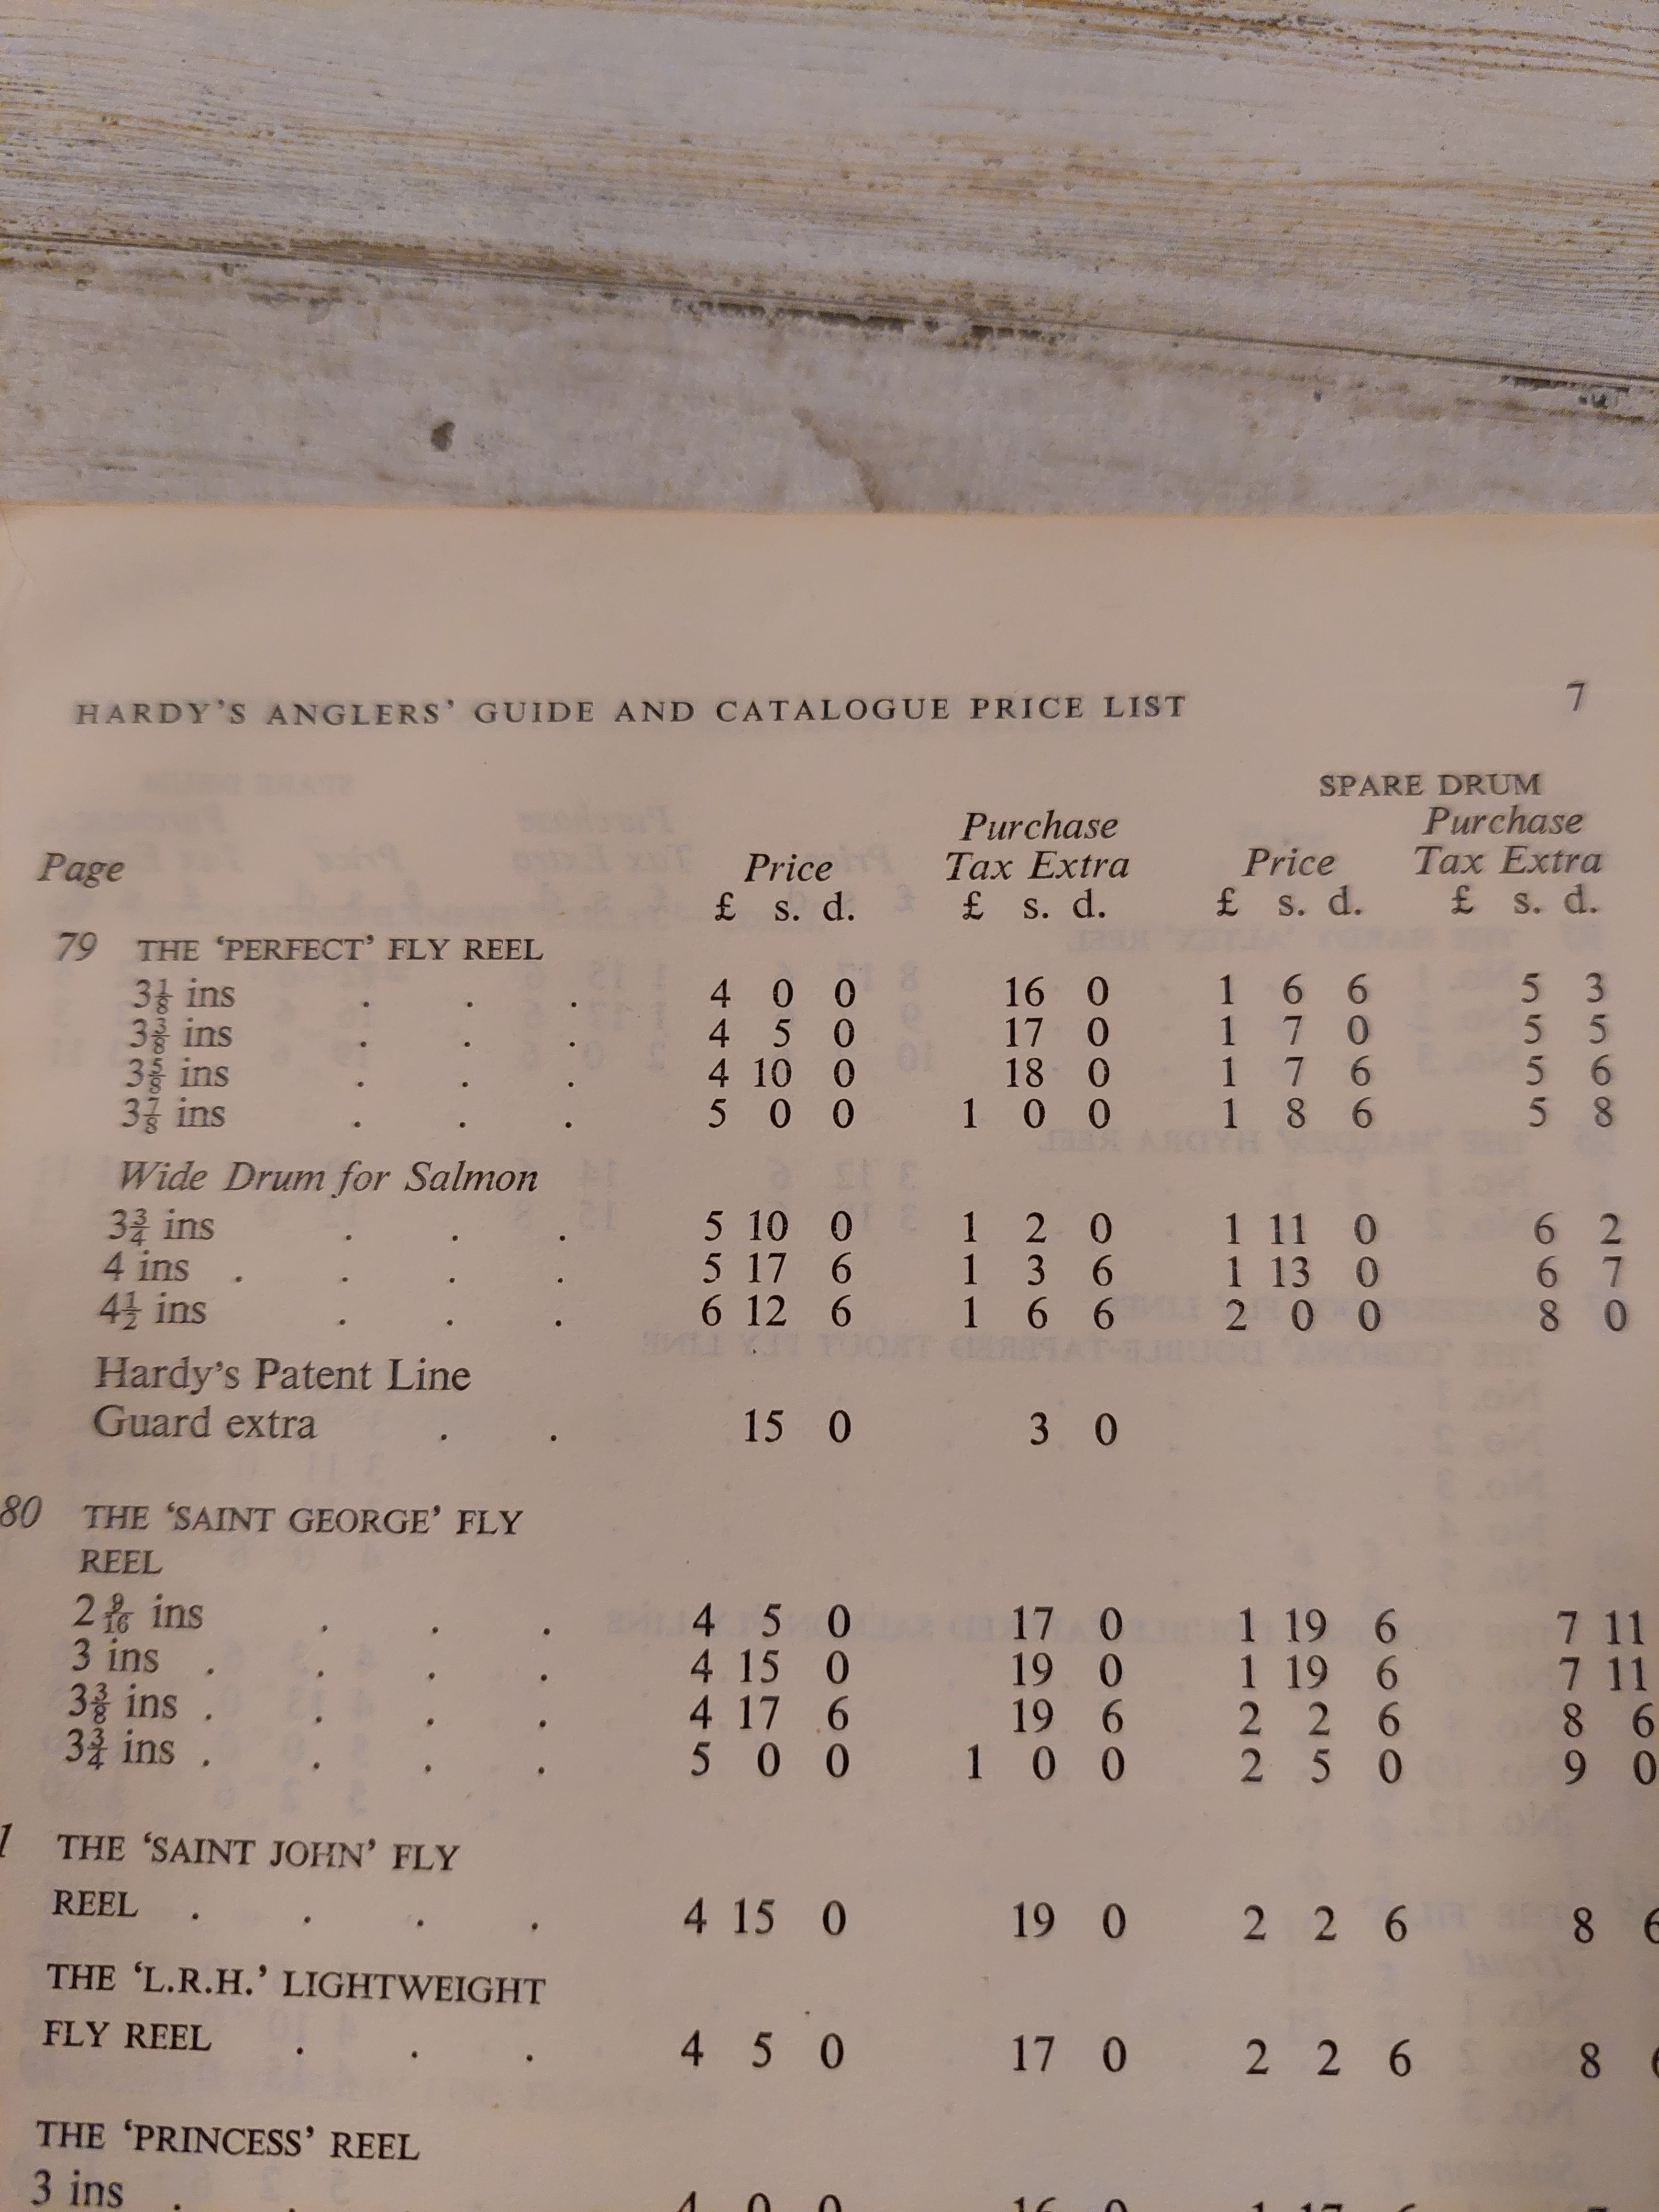 HARDY'S ANGLERS' GUIDE AND CATALOGUE PRICE LIST 7
SPARE DRUM
Purchase Purchase
Page Price Tax Extra Price Tax Extra
£ s. d. £ s. d. £ s. d. £ s. d.
79 THE 'PERFECT' FLY REEL
3⅛ ins . . . 4 0 0 16 0 1 6 6 5 3
3⅜ ins . . . 4 5 0 17 0 1 7 0 5 5
3⅝ ins . . . 4 10 0 18 0 1 7 6 5 6
3⅞ ins . . . 5 0 0 1 0 0 1 8 6 5 8
Wide Drum for Salmon
3¾ ins . . . 5 10 0 1 2 0 1 11 0 6 2
4 ins . . . . 5 17 6 1 3 6 1 13 0 6 7
4½ ins . . . 6 12 6 1 6 6 2 0 0 8 0
Hardy's Patent Line
Guard extra . . 15 0 3 0
80 THE 'SAINT GEORGE' FLY
REEL
2 9/16 ins . . . 4 5 0 17 0 1 19 6 7 11
3 ins . . . . 4 15 0 19 0 1 19 6 7 11
3⅜ ins . . . . 4 17 6 19 6 2 2 6 8 6
3¾ ins . . . . 5 0 0 1 0 0 2 5 0 9 0
1 THE 'SAINT JOHN' FLY
REEL . . . . 4 15 0 19 0 2 2 6 8 6
THE 'L.R.H.' LIGHTWEIGHT
FLY REEL . . . 4 5 0 17 0 2 2 6 8
THE 'PRINCESS' REEL
3 ins . . . . 4 0 0 16 0 1 17 6